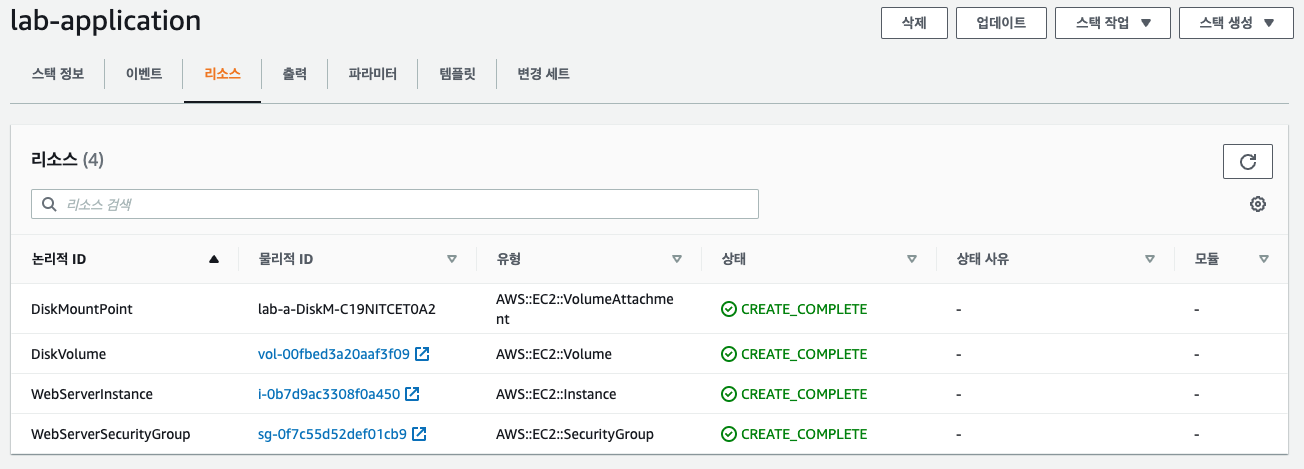 lab-application
삭제 업데이트 스택 작업 스택 생성
스택 정보 이벤트 리소스 출력 파라미터 템플릿 변경 세트
리소스 (4)
리소스 검색
논리적 ID 물리적 ID 유형 상태 상태 사유 모듈
DiskMountPoint lab-a-DiskM-C19NITCET0A2 AWS::EC2::VolumeAttachme
nt CREATE_COMPLETE - -
DiskVolume vol-00fbed3a20aaf3f09 AWS::EC2::Volume CREATE_COMPLETE - -
WebServerInstance i-0b7d9ac3308f0a450 AWS::EC2::Instance CREATE_COMPLETE - -
WebServerSecurityGroup sg-0f7c55d52def01cb9 AWS::EC2::SecurityGroup CREATE_COMPLETE - -